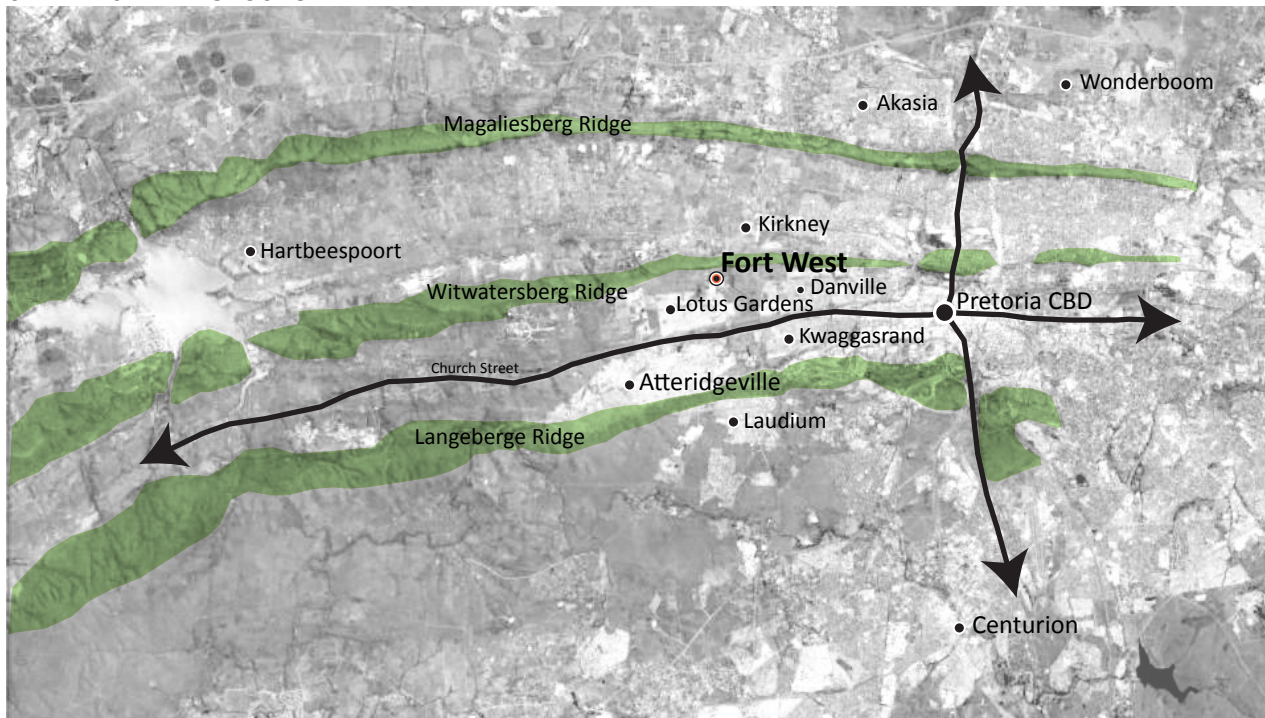 Wonderboom
Akasia
Magaliesberg Ridge
Kirkney
Hartbeespoort
Fort West
Danville
Witwatersberg Ridge
Lotus Gardens
Pretoria CBD
Kwaggasrand
Church Street
Atteridgeville
Laudium
Langeberge Ridge
Centurion